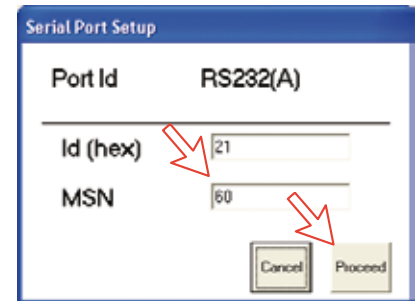 Serial Port Setup
Port Id RS232(A)
Id (hex) 21
MSN 60
Cancel Proceed